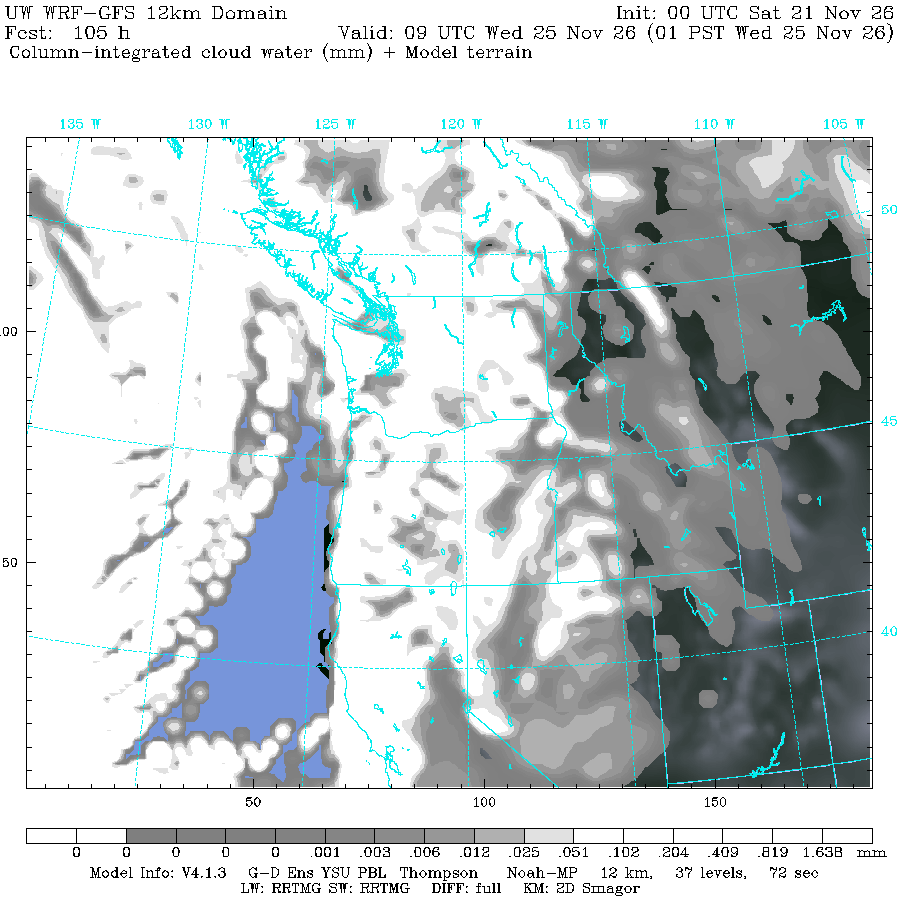 UW WRF-GFS 12km Domain Init: 00 UTC Sat 21 Nov 26
Fcst: 105 h Valid: 09 UTC Wed 25 Nov 26 (01 PST Wed 25 Nov 26)
Column-integrated cloud water (mm) + Model terrain
135 W 130 W 125 W 120 W 115 W 110 W 105 W
50
00
45
50
40
50 100 150
0 0 0 0 .001 .003 .006 .012 .025 .051 .102 .204 .409 .819 1.638 mm
Model Info: V4.1.3 G-D Ens YSU PBL Thompson Noah-MP 12 km, 37 levels, 72 sec
LW: RRTMG SW: RRTMG DIFF: full KM: 2D Smagor